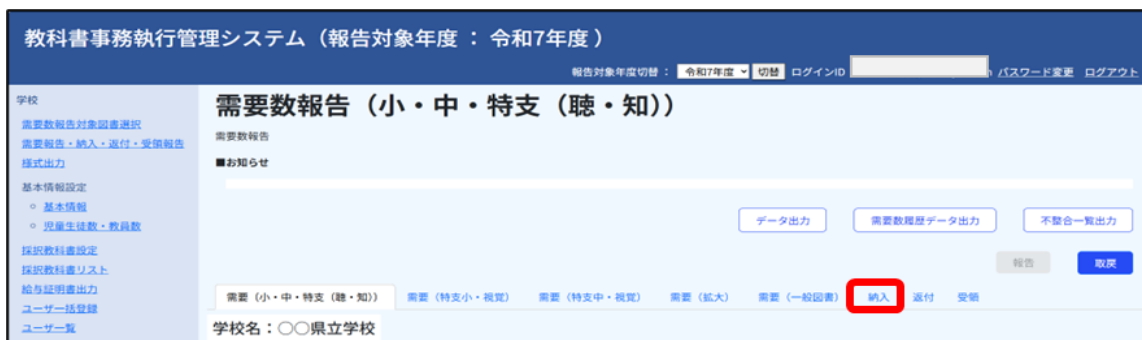 教科書事務執行管理システム（報告対象年度 ： 令和7年度 ）
報告対象年度切替 ： 令和7年度 切替 ログインID パスワード変更 ログアウト
学校
需要数報告対象図書選択
需要報告・納入・返付・受領報告
様式出力
基本情報設定
基本情報
児童生徒数・教員数
採択教科書設定
採択教科書リスト
給与証明書出力
ユーザー括登録
ユーザ一覧
需要数報告（小・中・特支（聴・知））
需要数報告
■お知らせ
データ出力 需要数履歴データ出力 不整合一覧出力
報告 取戻
需要（小・中・特支（聴・知）） 需要（特支小・視覚） 需要（特支中・視覚） 需要（拡大） 需要（一般図書） 納入 返付 受領
学校名：○○県立学校